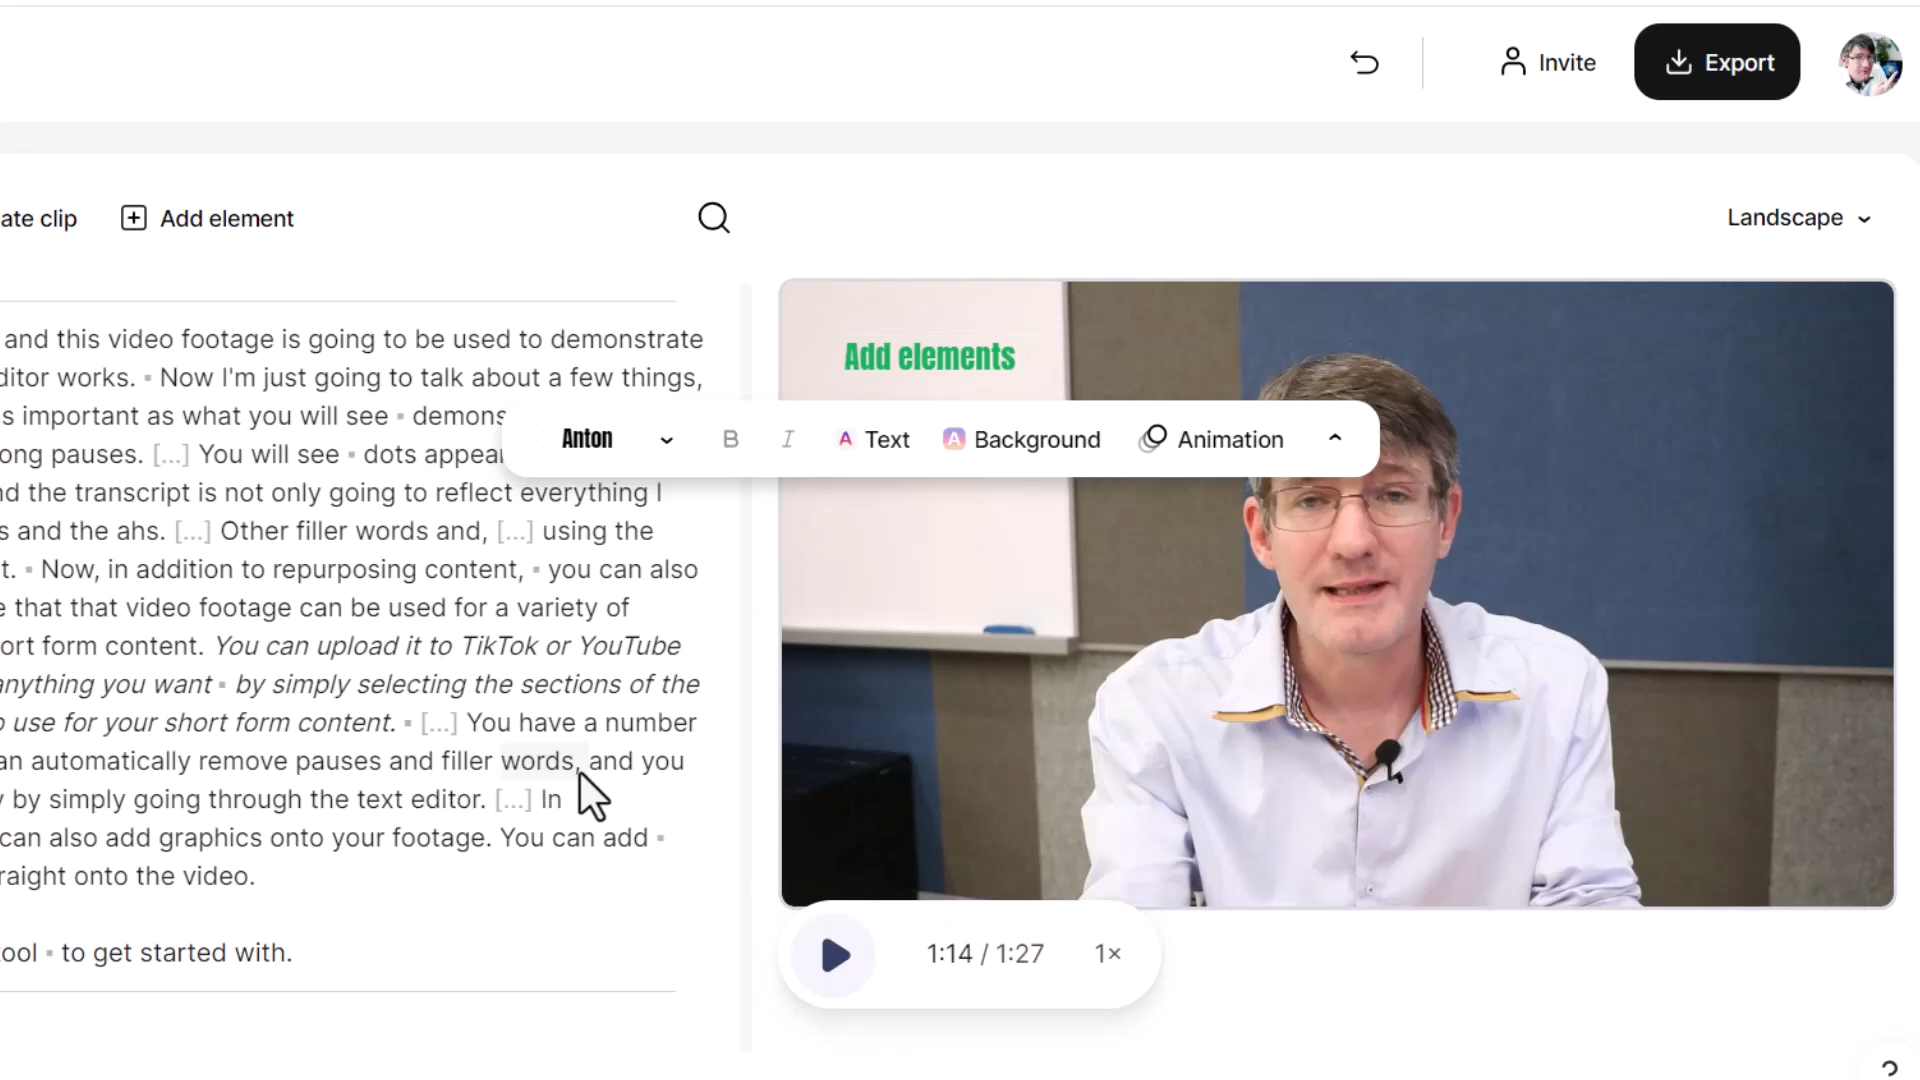 Invite
Export
ate clip
Add element
Landscape
and this video footage is going to be used to demonstrate
ditor works. ▪ Now I'm just going to talk about a few things,
s important as what you will see ▪ demons
ong pauses. [...] You will see ▪ dots appear
nd the transcript is not only going to reflect everything I
s and the ahs. [...] Other filler words and, [...] using the
t. ▪ Now, in addition to repurposing content, ▪ you can also
e that that video footage can be used for a variety of
ort form content. You can upload it to TikTok or YouTube
anything you want ▪ by simply selecting the sections of the
o use for your short form content. ▪ [...] You have a number
an automatically remove pauses and filler words, and you
y by simply going through the text editor. [...] In
can also add graphics onto your footage. You can add ▪
raight onto the video.
ool ▪ to get started with.
Add elements
Anton
B
I
A Text
A Background
Animation
1:14 / 1:27
1×
?